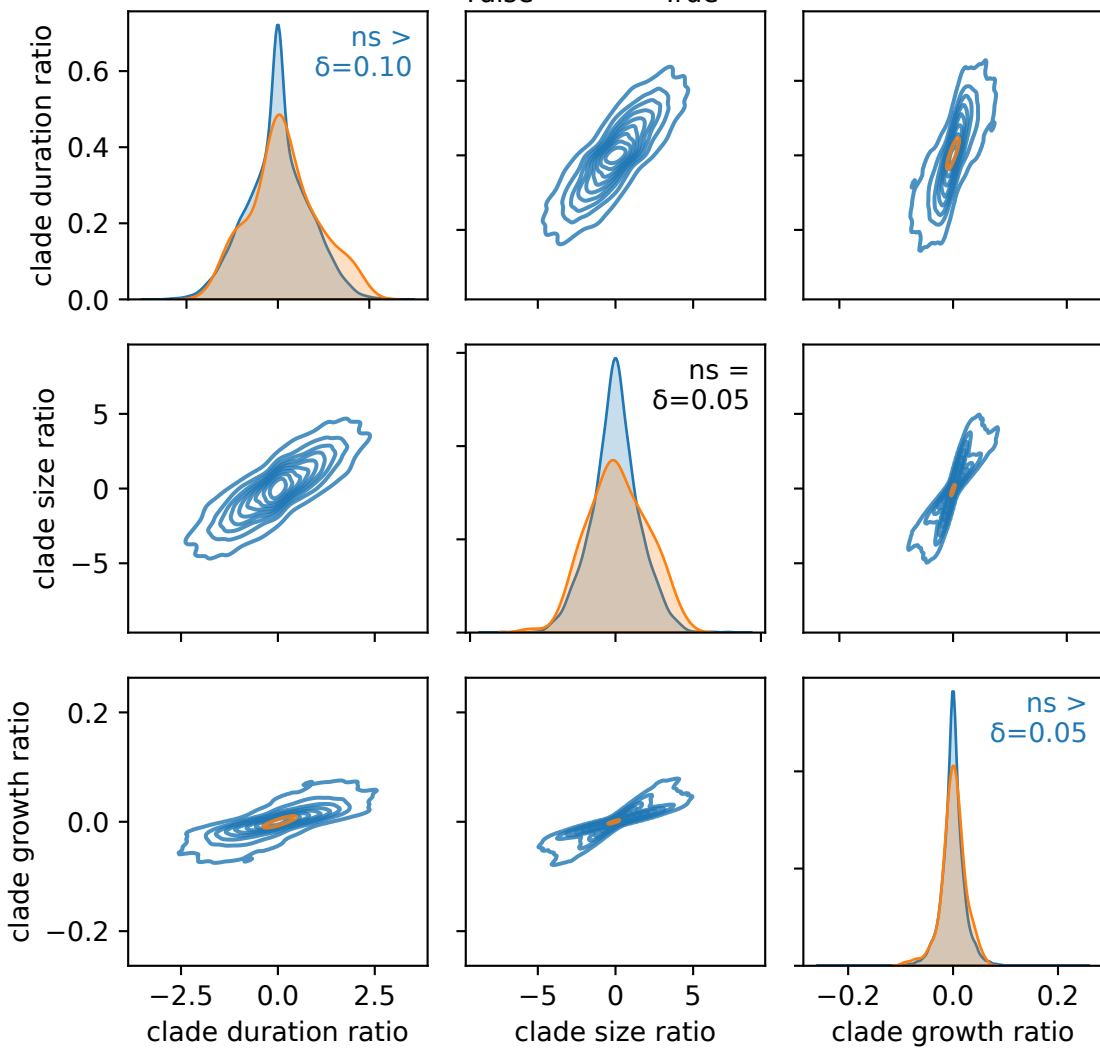 True
clade duration ratio
0.6
0.4
0.2
0.0
ns >
δ=0.10
clade size ratio
5
0
−5
ns =
δ=0.05
clade growth ratio
0.2
0.0
−0.2
ns >
δ=0.05
−2.5 0.0 2.5
clade duration ratio
−5 0 5
clade size ratio
−0.2 0.0 0.2
clade growth ratio